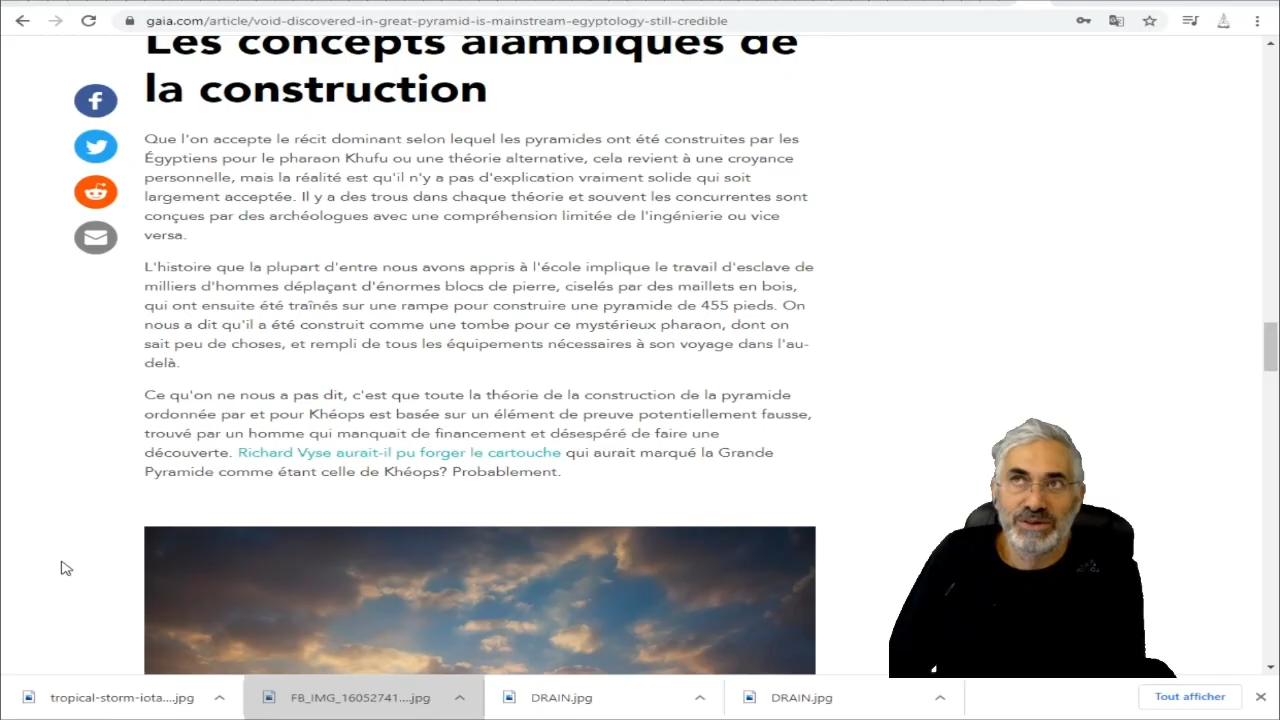 gaia.com/article/void-discovered-in-great-pyramid-is-mainstream-egyptology-still-credible
Les concepts alambiqués de
la construction
Que l'on accepte le récit dominant selon lequel les pyramides ont été construites par les
Égyptiens pour le pharaon Khufu ou une théorie alternative, cela revient à une croyance
personnelle, mais la réalité est qu'il n'y a pas d'explication vraiment solide qui soit
largement acceptée. Il y a des trous dans chaque théorie et souvent les concurrentes sont
conçues par des archéologues avec une compréhension limitée de l'ingénierie ou vice
versa.
L'histoire que la plupart d'entre nous avons appris à l'école implique le travail d'esclave de
milliers d'hommes déplaçant d'énormes blocs de pierre, ciselés par des maillets en bois,
qui ont ensuite été traînés sur une rampe pour construire une pyramide de 455 pieds. On
nous a dit qu'il a été construit comme une tombe pour ce mystérieux pharaon, dont on
sait peu de choses, et rempli de tous les équipements nécessaires à son voyage dans l'au-
delà.
Ce qu'on ne nous a pas dit, c'est que toute la théorie de la construction de la pyramide
ordonnée par et pour Khéops est basée sur un élément de preuve potentiellement fausse,
trouvé par un homme qui manquait de financement et désespéré de faire une
découverte. Richard Vyse aurait-il pu forger le cartouche qui aurait marqué la Grande
Pyramide comme étant celle de Khéops? Probablement.
tropical-storm-iota....jpg FB_IMG_16052741....jpg DRAIN.jpg DRAIN.jpg Tout afficher